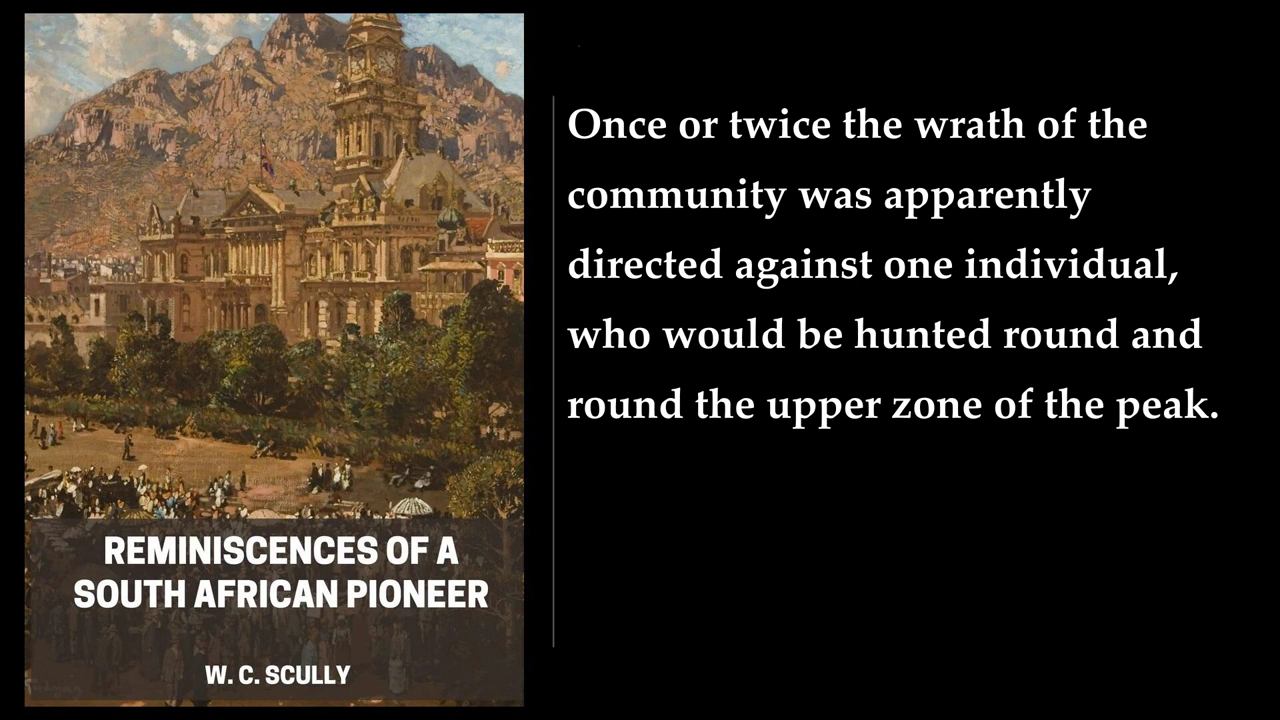 REMINISCENCES OF A
SOUTH AFRICAN PIONEER
W. C. SCULLY
Once or twice the wrath of the
community was apparently
directed against one individual,
who would be hunted round and
round the upper zone of the peak.